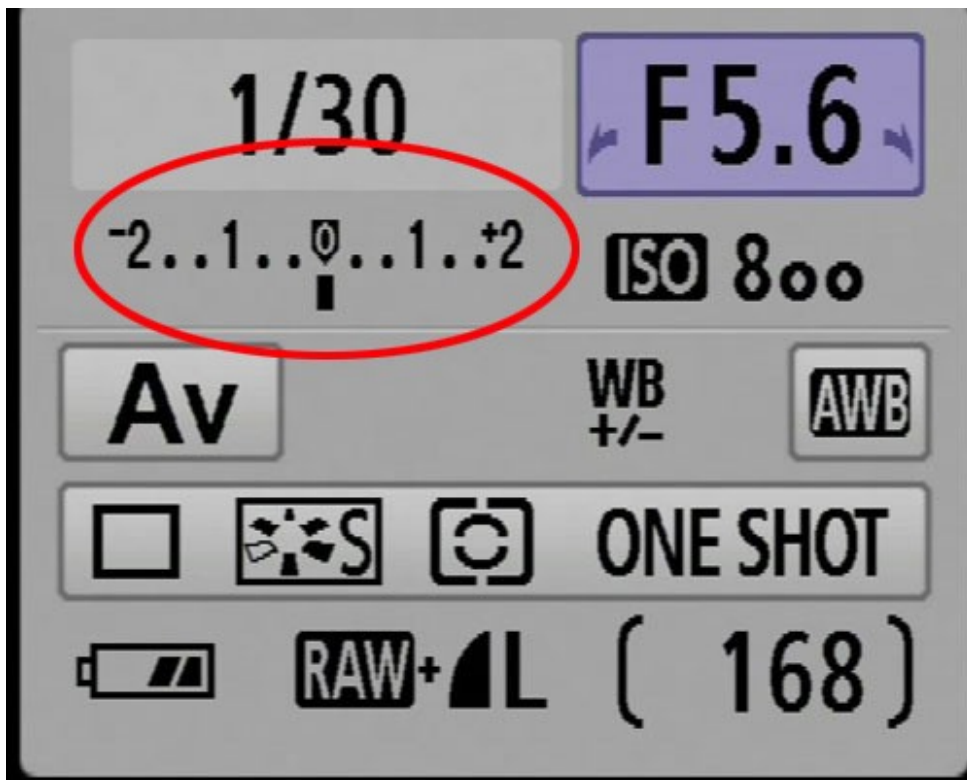 1/30 F5.6
-2..1..0..1..+2
ISO 800
Av WB +/- AWB
S ONE SHOT
RAW+ L ( 168 )